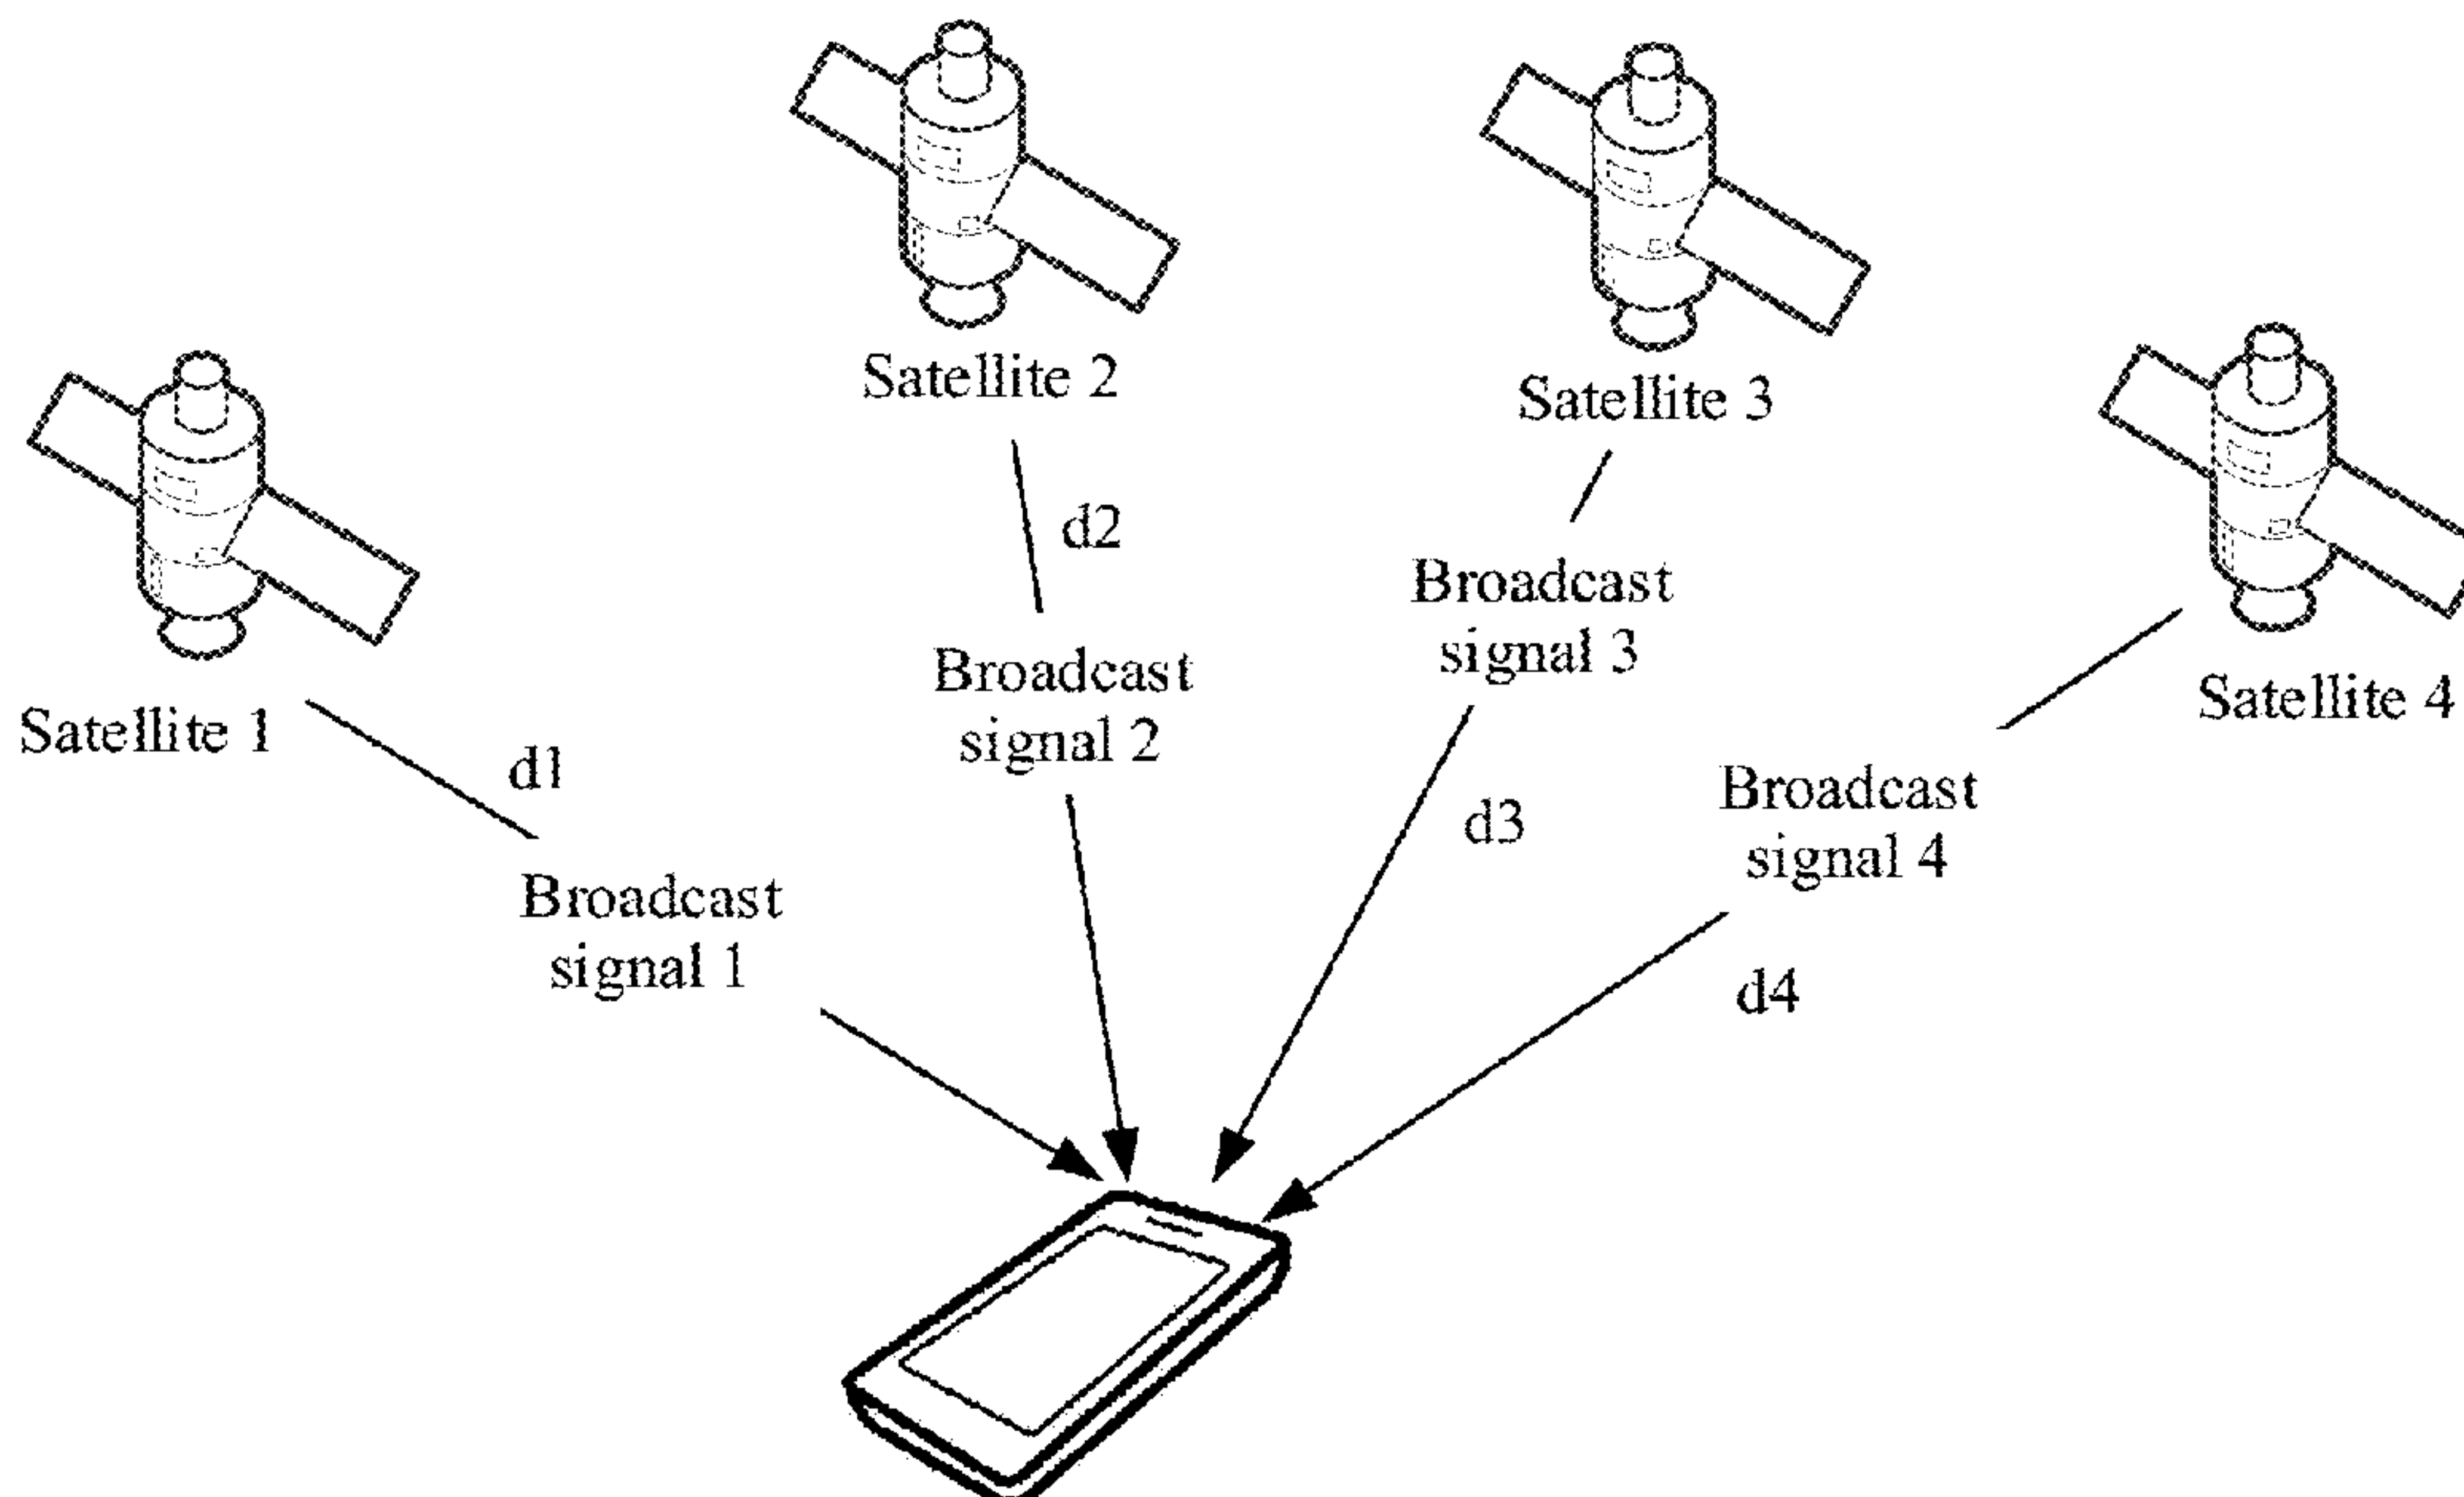 Satellite 2
Satellite 3
Satellite 1
Satellite 4
d2
Broadcast
signal 3
Broadcast
signal 2
d1
d3
Broadcast
signal 4
Broadcast
signal 1
d4